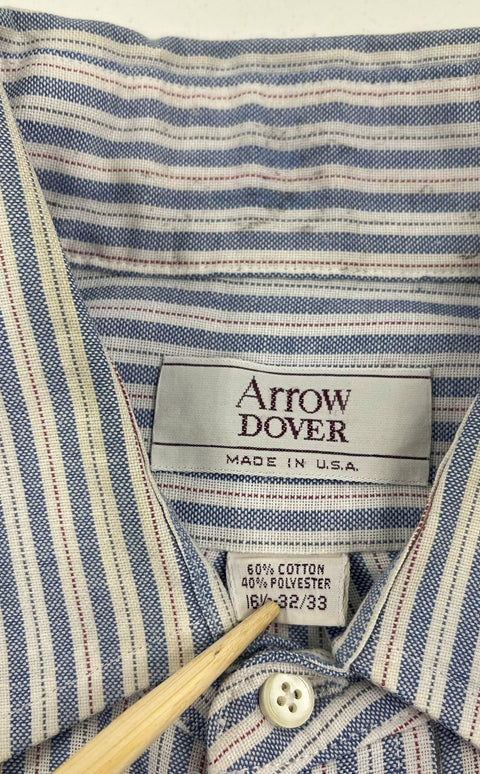 Arrow
DOVER
MADE IN U.S.A.
60% COTTON
40% POLYESTER
16½-32/33